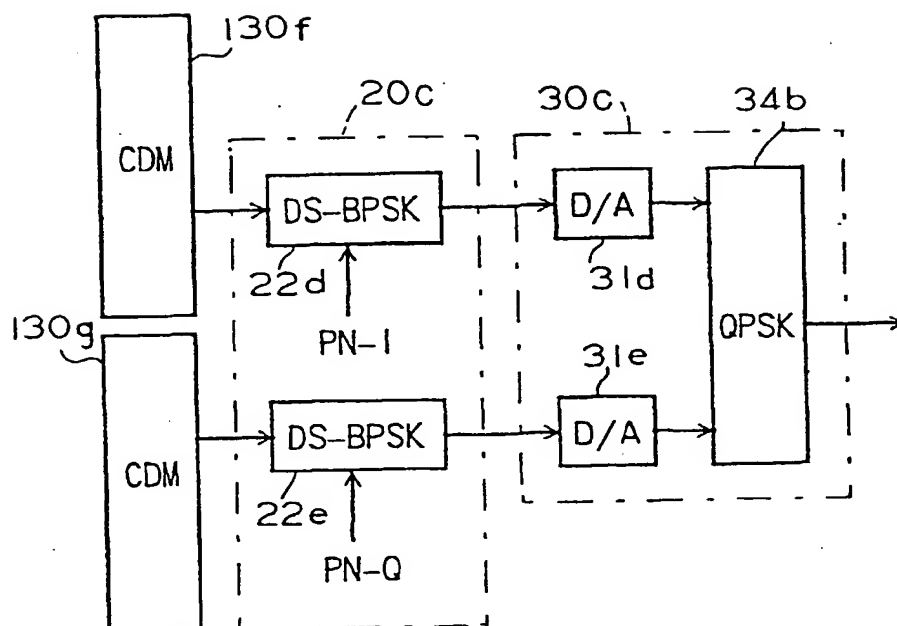 130f
CDM
20c
30c
34b
DS-BPSK
D/A
22d
31d
PN-I
QPSK
130g
CDM
31e
DS-BPSK
D/A
22e
PN-Q